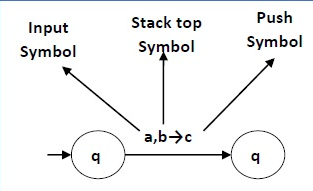 Input
Symbol
Stack top
Symbol
Push
Symbol
a,b→c
q
q